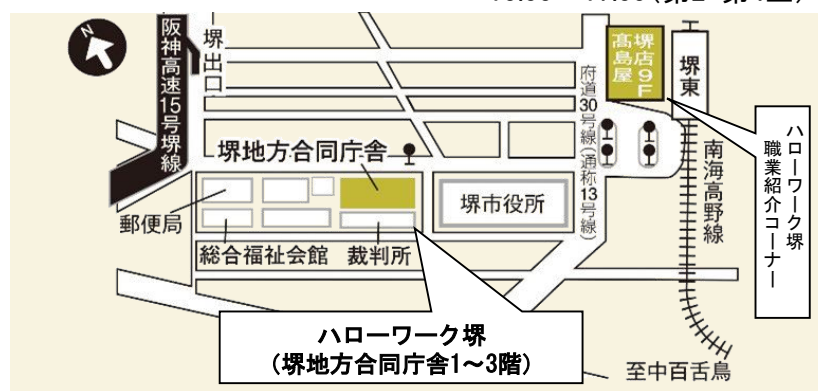 N
阪神高速15号堺線
堺出口
府道30号線(通称13号線)
髙島屋
堺店9F
堺東
ハローワーク堺
職業紹介コーナー
南海高野線
堺地方合同庁舎
郵便局
堺市役所
総合福祉会館
裁判所
ハローワーク堺
(堺地方合同庁舎1~3階)
至中百舌鳥